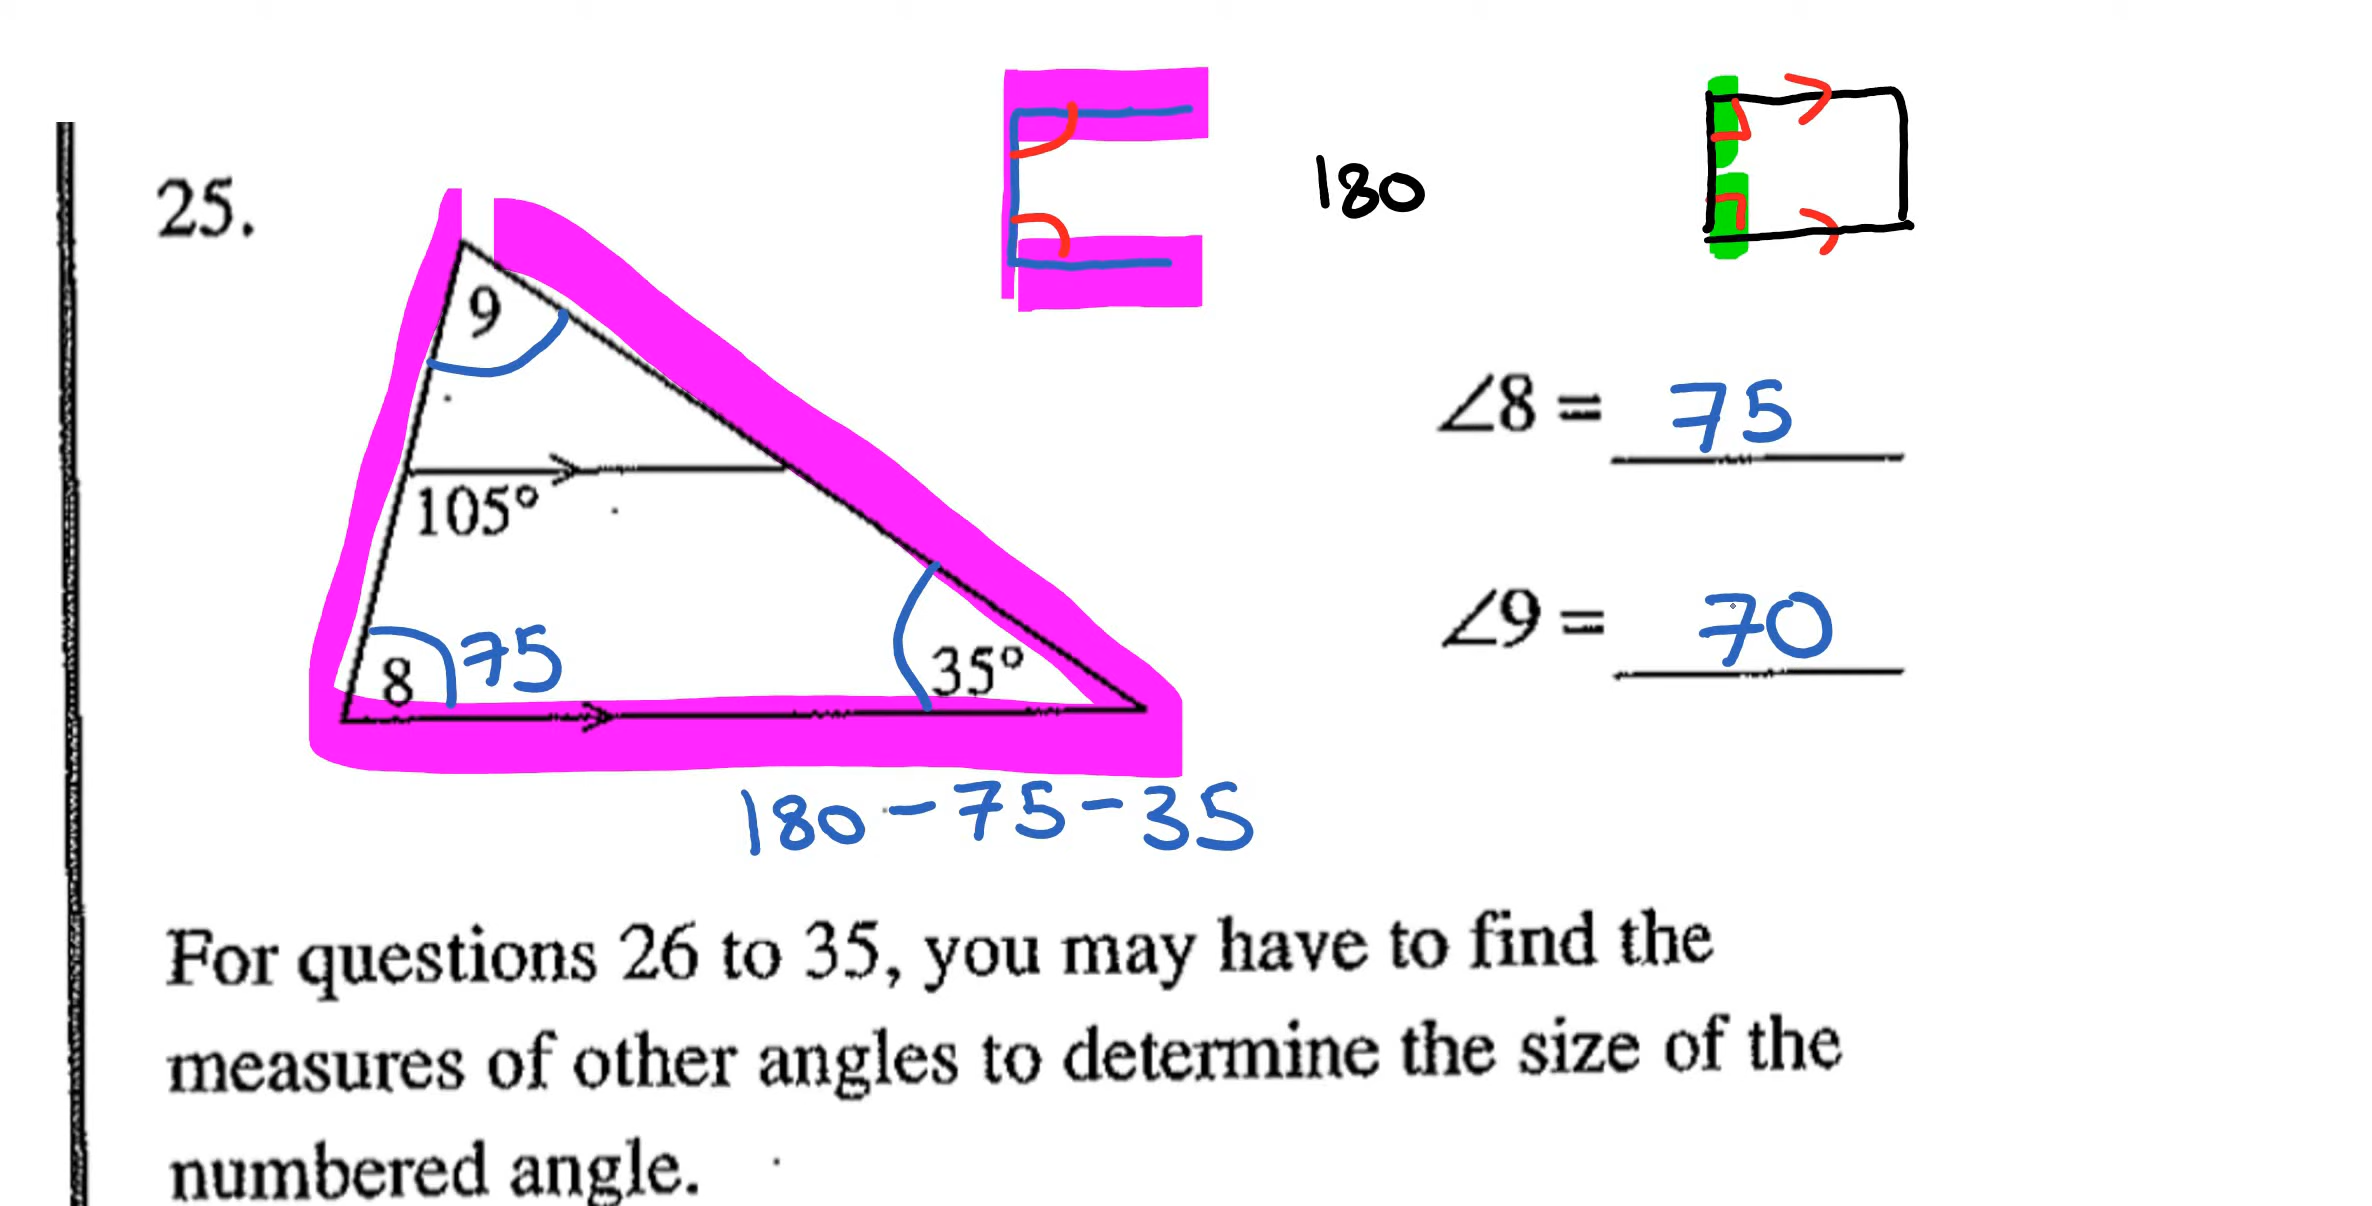 180
25.
9
∠8 = 75
105°
∠9 = 70
8 75
35°
180 - 75 - 35
For questions 26 to 35, you may have to find the
measures of other angles to determine the size of the
numbered angle.